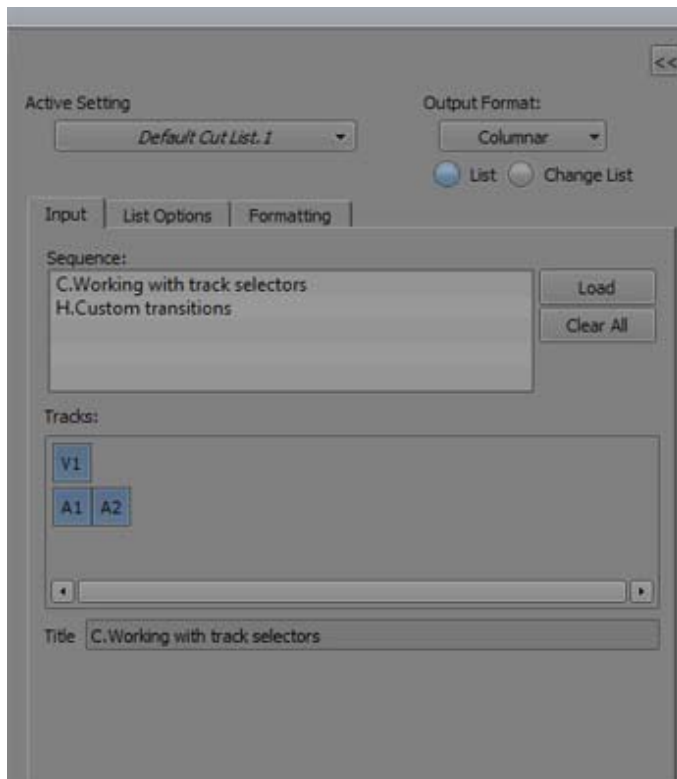 <<
Active Setting
Output Format:
Default Cut List.1
Columnar
List
Change List
Input
List Options
Formatting
Sequence:
C.Working with track selectors
H.Custom transitions
Load
Clear All
Tracks:
V1
A1 A2
Title C.Working with track selectors